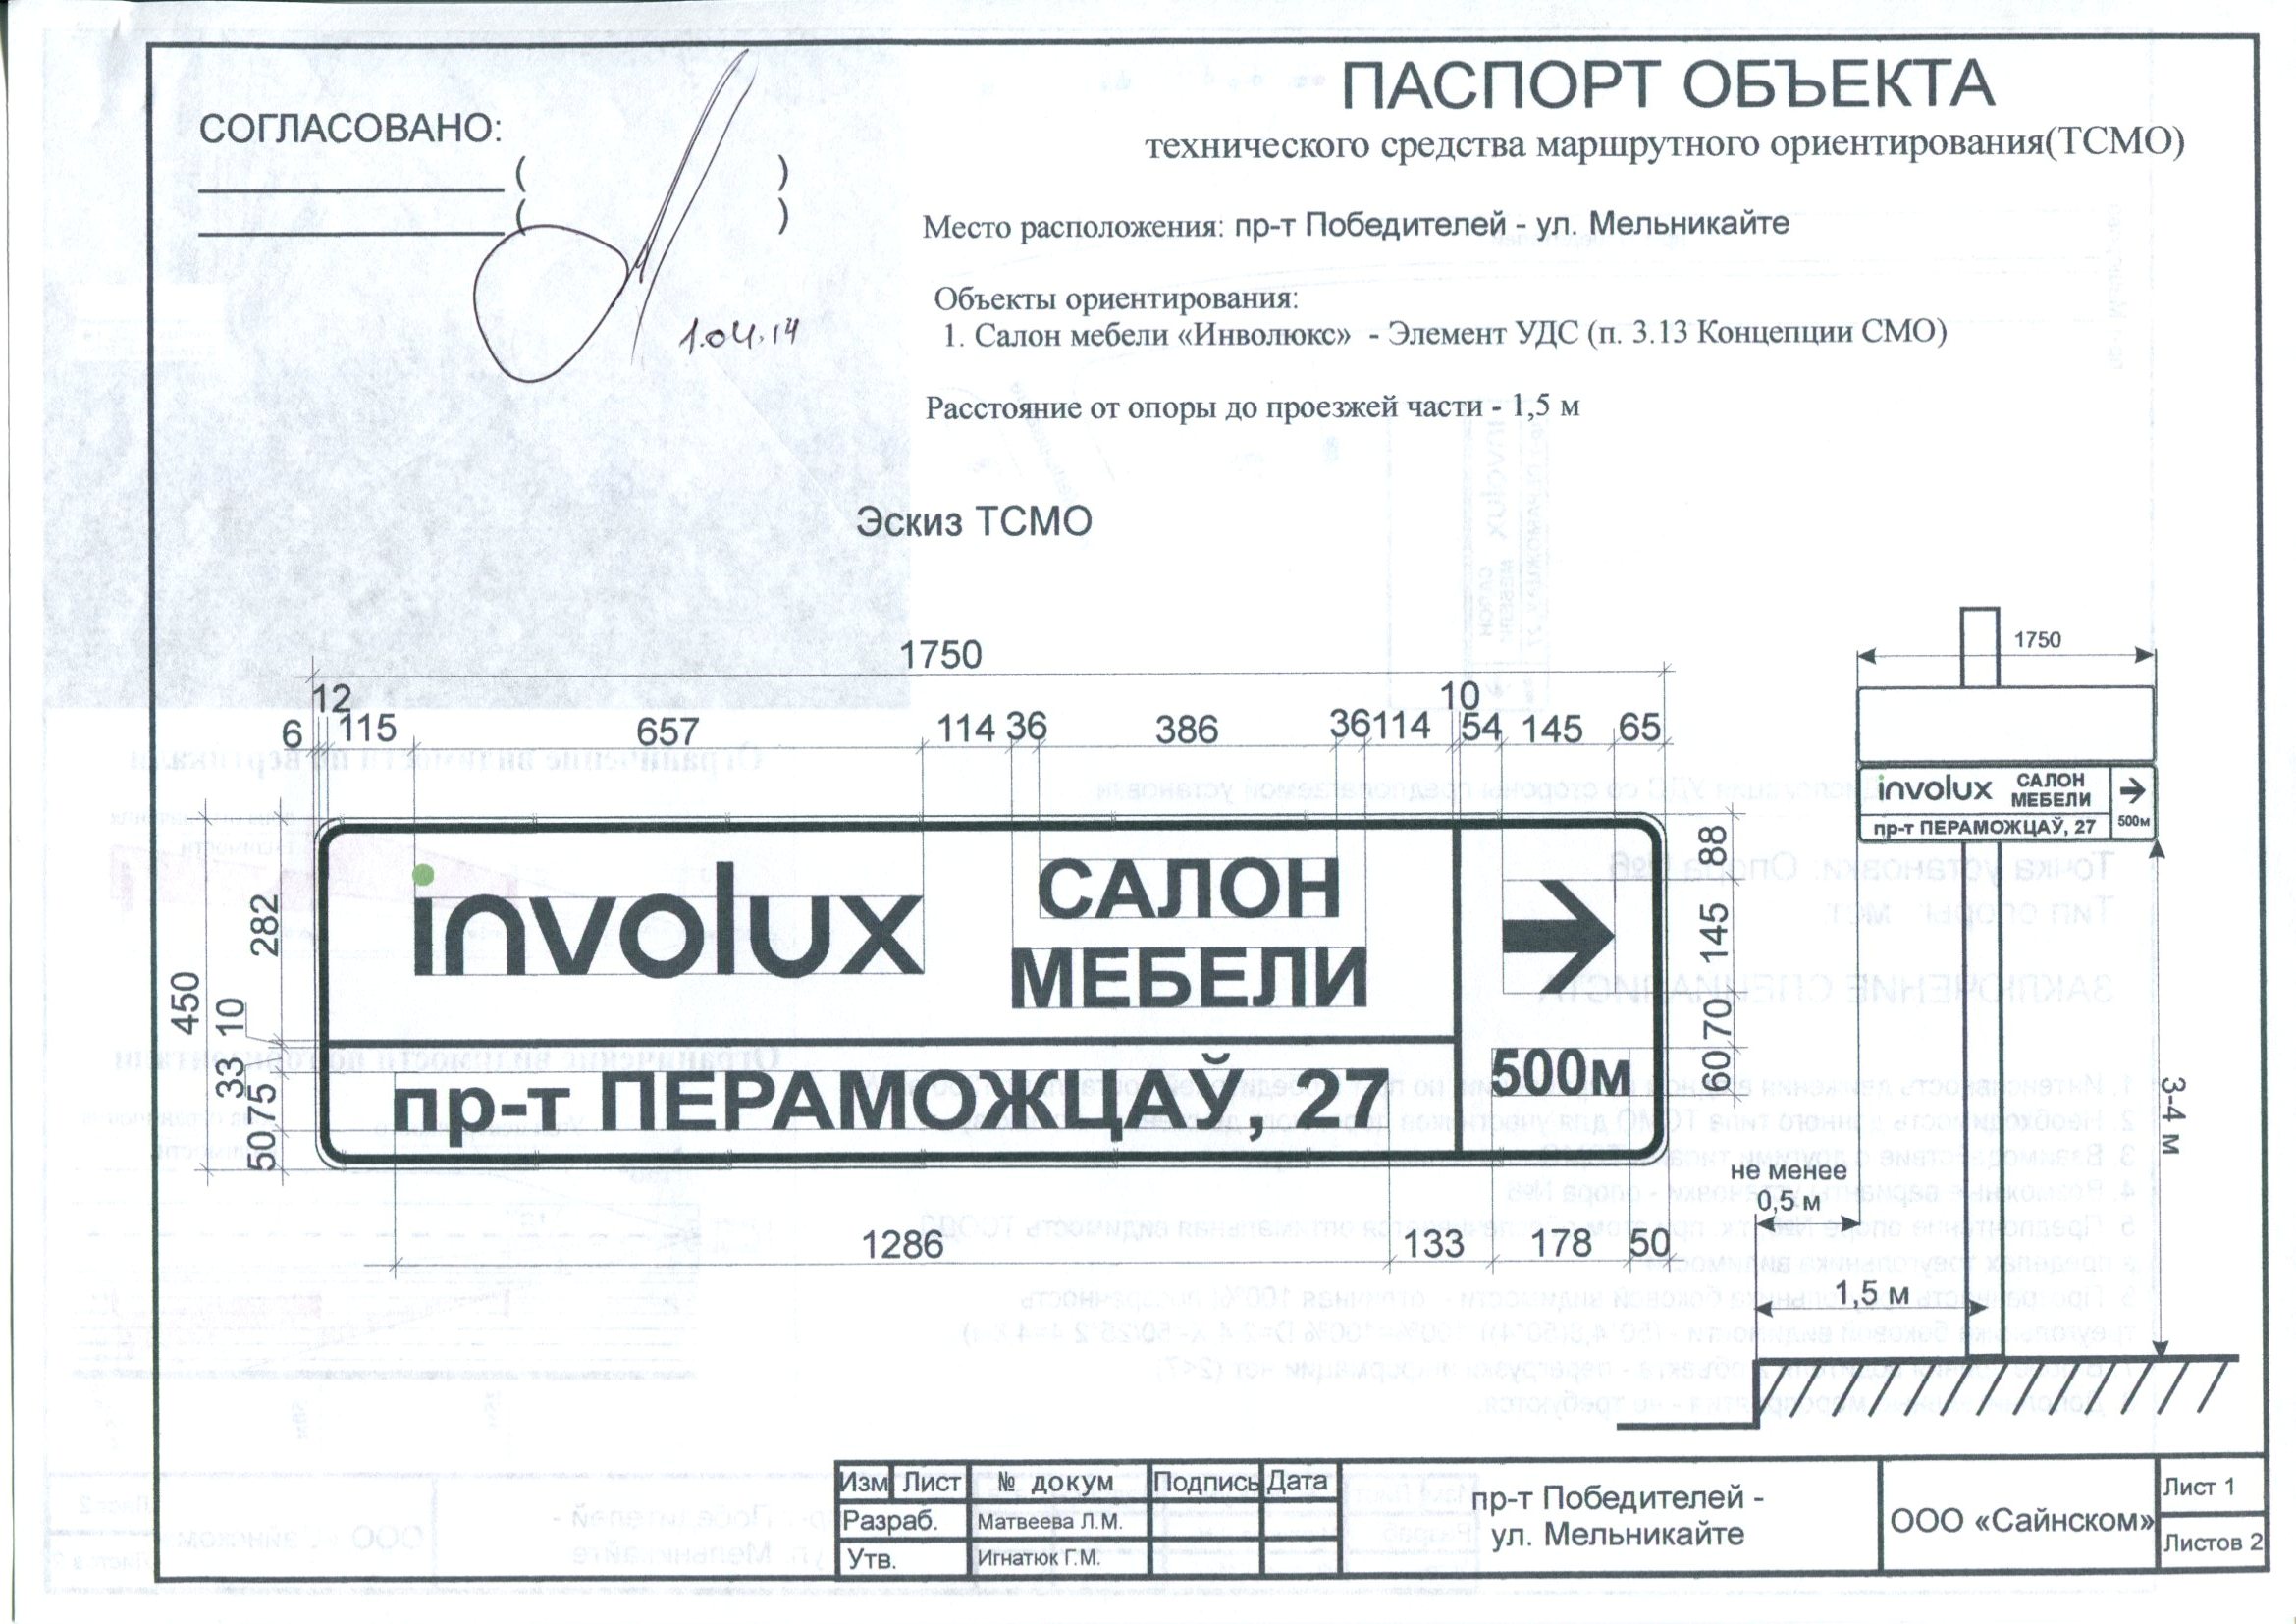 ПАСПОРТ ОБЪЕКТА
технического средства маршрутного ориентирования(ТСМО)
СОГЛАСОВАНО:
( )
( )
1.04.14
Место расположения: пр-т Победителей - ул. Мельникайте
Объекты ориентирования:
1. Салон мебели «Инволюкс» - Элемент УДС (п. 3.13 Концепции СМО)
Расстояние от опоры до проезжей части - 1,5 м
Эскиз ТСМО
1750
12 10
6 115 657 114 36 386 36 114 54 145 65
450
282
10
33
75
50
involux
САЛОН
МЕБЕЛИ
пр-т ПЕРАМОЖЦАЎ, 27
500м
88
145
70
60
1286 133 178 50
1750
involux САЛОН
МЕБЕЛИ
пр-т ПЕРАМОЖЦАЎ, 27 500м
3-4 м
не менее
0,5 м
1,5 м
Изм Лист № докум Подпись Дата
Разраб. Матвеева Л.М.
Утв. Игнатюк Г.М.
пр-т Победителей -
ул. Мельникайте
ООО «Сайнском»
Лист 1
Листов 2